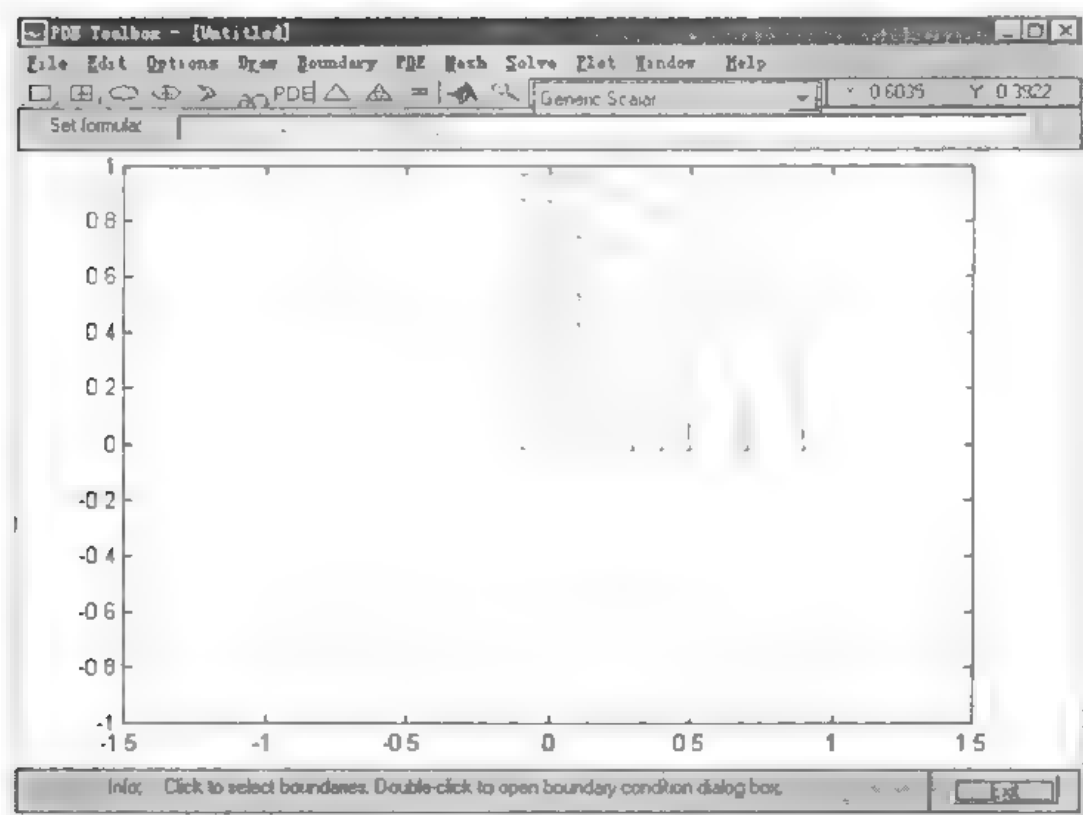 PDE Toolbox - [Untitled]
File Edit Options Draw Boundary PDE Mesh Solve Plot Window Help
PDE Generic Scalar X 0.6035 Y 0.3922
Set formula:
1
0.8
0.6
0.4
0.2
0
-0.2
-0.4
-0.6
-0.8
-1
-1.5 -1 -0.5 0 0.5 1 1.5
Info: Click to select boundaries. Double-click to open boundary condition dialog box. Exit